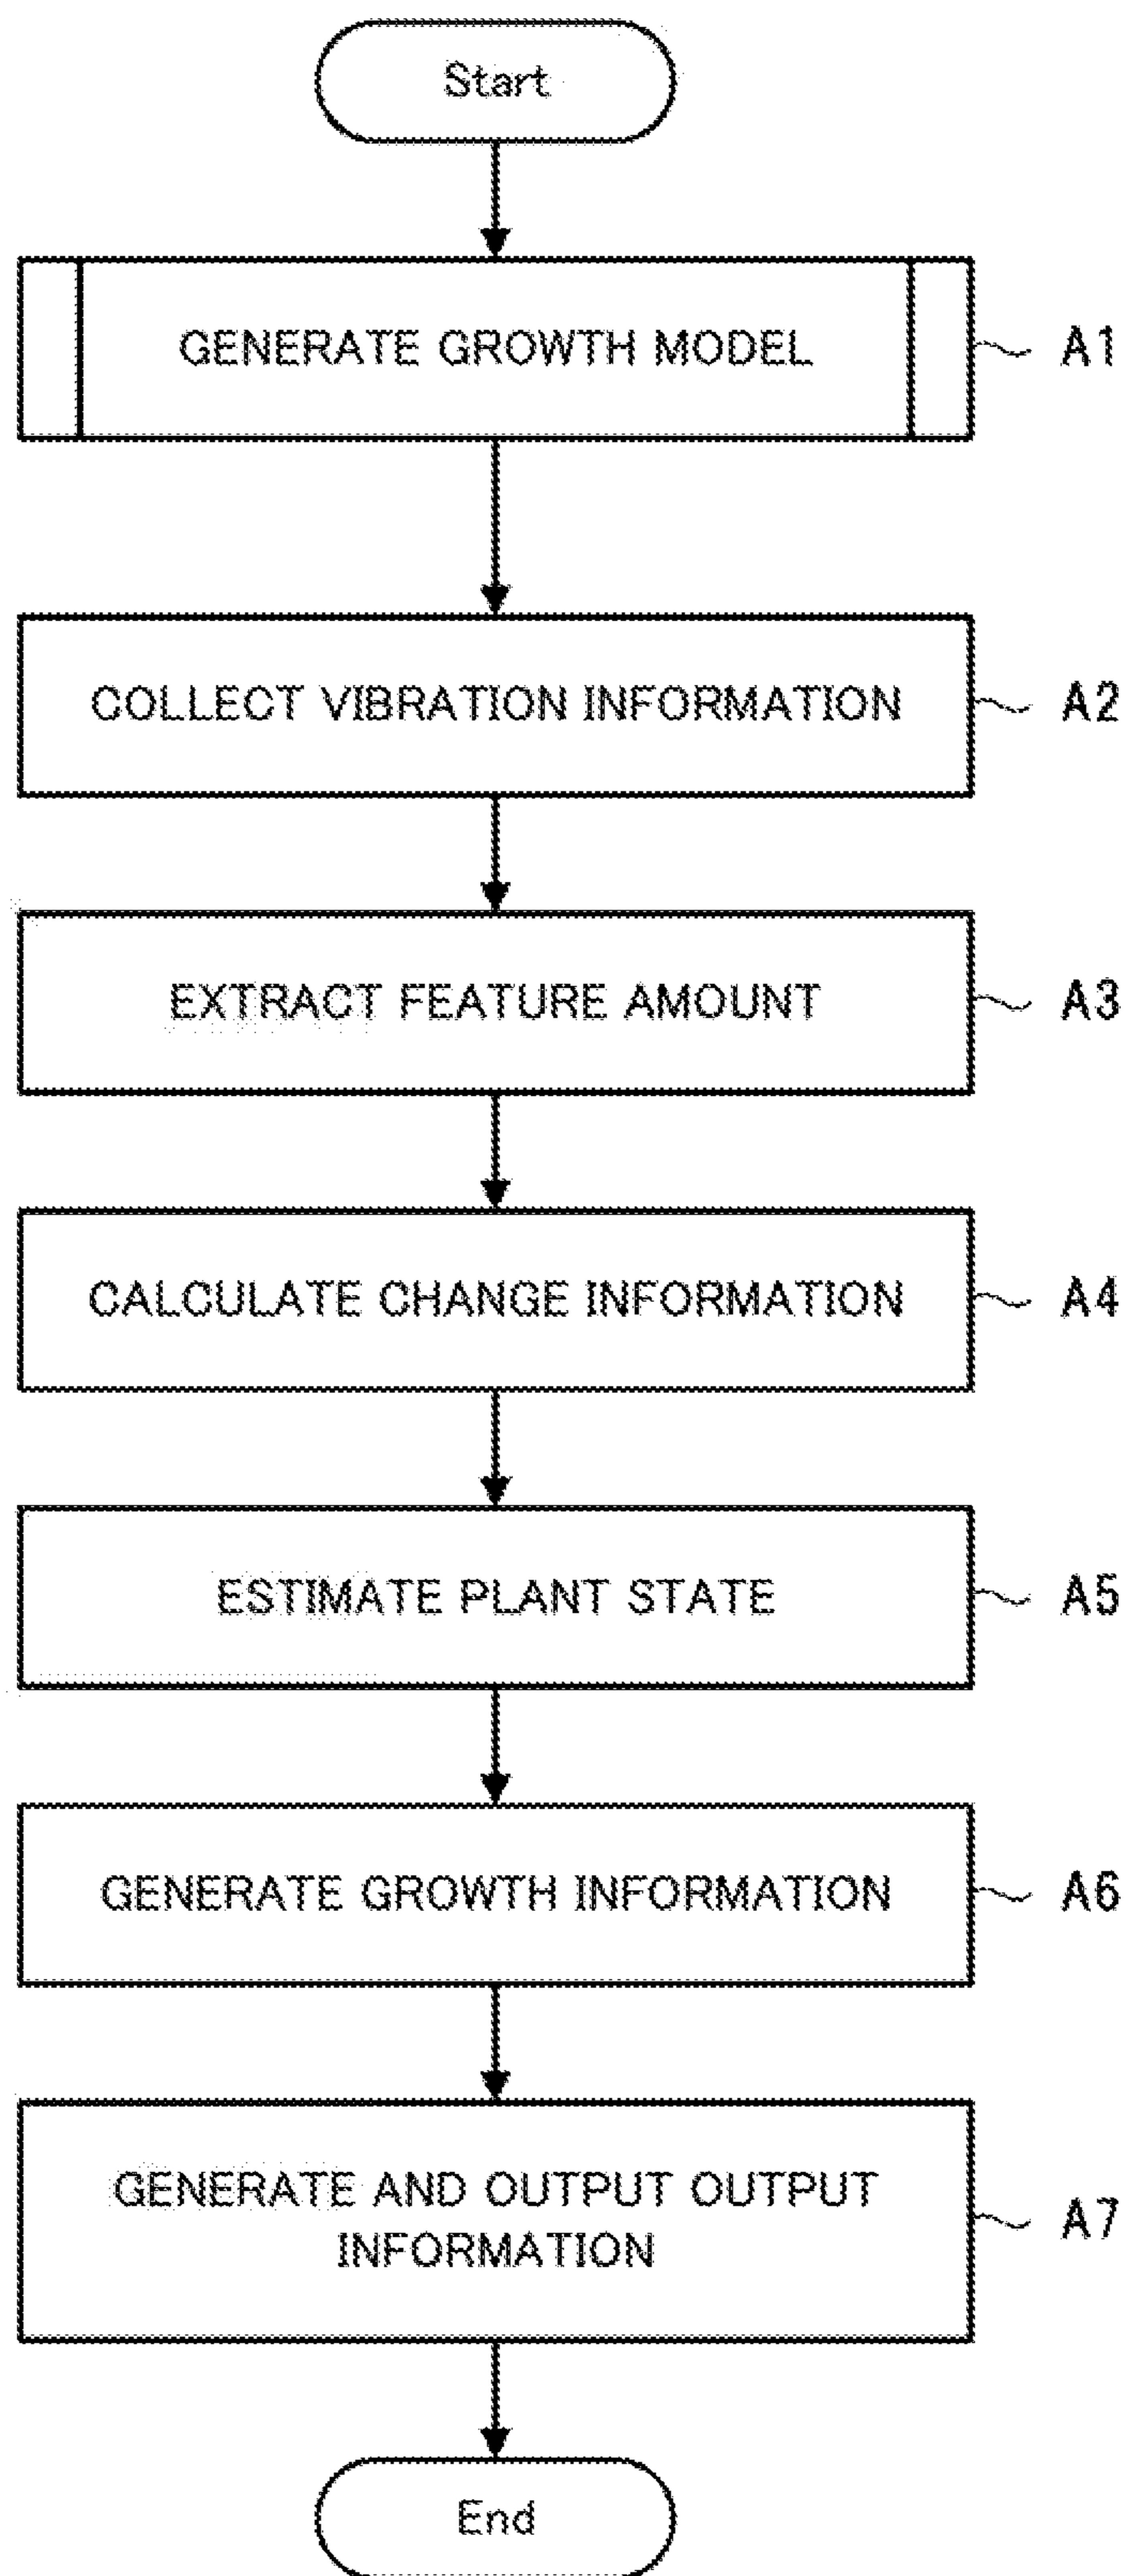 Start
GENERATE GROWTH MODEL
A1
COLLECT VIBRATION INFORMATION
A2
EXTRACT FEATURE AMOUNT
A3
CALCULATE CHANGE INFORMATION
A4
ESTIMATE PLANT STATE
A5
GENERATE GROWTH INFORMATION
A6
GENERATE AND OUTPUT OUTPUT
INFORMATION
A7
End